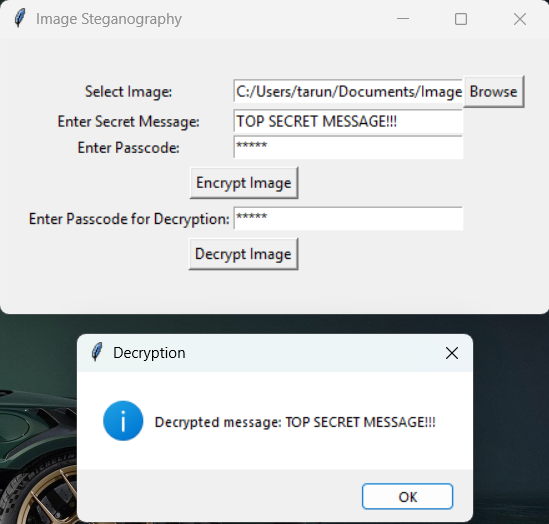 Image Steganography
Select Image: C:/Users/tarun/Documents/Image Browse
Enter Secret Message: TOP SECRET MESSAGE!!!
Enter Passcode: *****
Encrypt Image
Enter Passcode for Decryption: *****
Decrypt Image
Decryption
Decrypted message: TOP SECRET MESSAGE!!!
OK